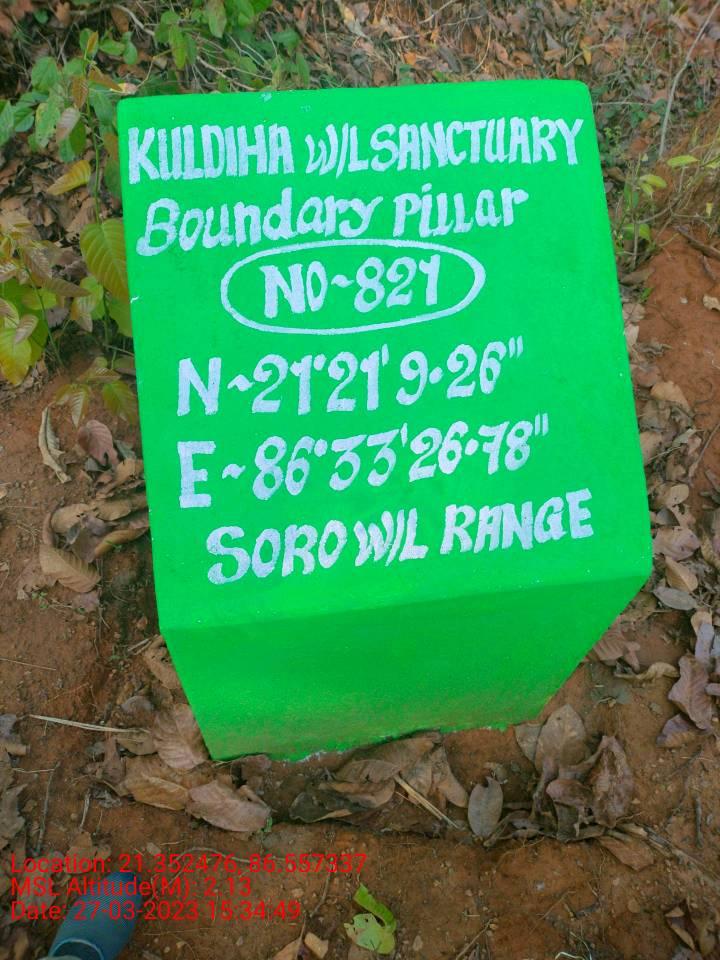 KULDIHA W/L SANCTUARY
Boundary Pillar
NO~821
N~21°21'9.26"
E~86°33'26.78"
SORO W/L RANGE
Location: 21.352476, 86.557337
MSL Altitude(M): 2.13
Date: 27-03-2023 15:34:49